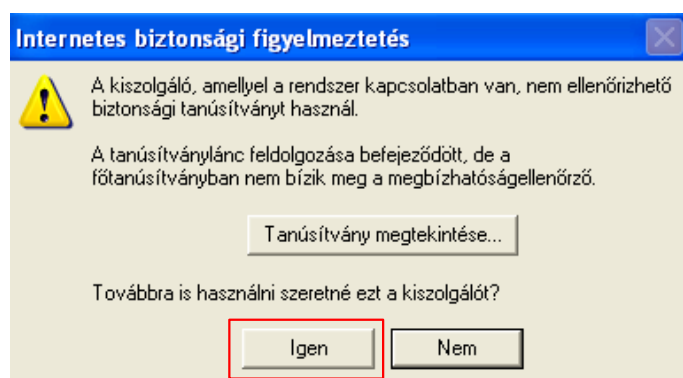 Internetes biztonsági figyelmeztetés
A kiszolgáló, amellyel a rendszer kapcsolatban van, nem ellenőrizhető
biztonsági tanúsítványt használ.
A tanúsítványlánc feldolgozása befejeződött, de a
főtanúsítványban nem bízik meg a megbízhatóságellenőrző.
Tanúsítvány megtekintése...
Továbbra is használni szeretné ezt a kiszolgálót?
Igen
Nem